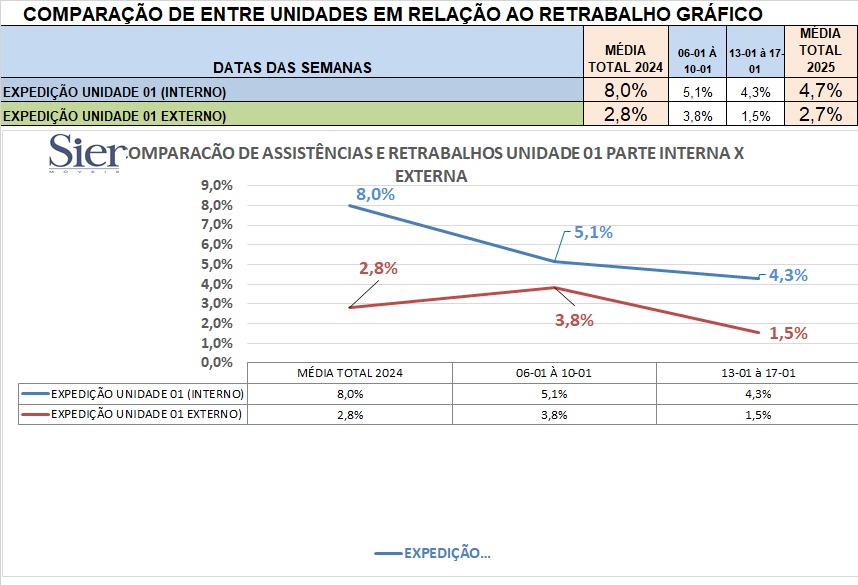 COMPARAÇÃO DE ENTRE UNIDADES EM RELAÇÃO AO RETRABALHO GRÁFICO
DATAS DAS SEMANAS
MÉDIA
TOTAL 2024
06-01 À
10-01
13-01 à 17-
01
MÉDIA
TOTAL
2025
EXPEDIÇÃO UNIDADE 01 (INTERNO) 8,0% 5,1% 4,3% 4,7%
EXPEDIÇÃO UNIDADE 01 EXTERNO) 2,8% 3,8% 1,5% 2,7%
Sier
MÓVEIS
COMPARACÃO DE ASSISTÊNCIAS E RETRABALHOS UNIDADE 01 PARTE INTERNA X
EXTERNA
9,0%
8,0%
7,0%
6,0%
5,0%
4,0%
3,0%
2,0%
1,0%
0,0%
8,0%
5,1%
4,3%
2,8%
3,8%
1,5%
MÉDIA TOTAL 2024 06-01 À 10-01 13-01 à 17-01
EXPEDIÇÃO UNIDADE 01 (INTERNO) 8,0% 5,1% 4,3%
EXPEDIÇÃO UNIDADE 01 EXTERNO) 2,8% 3,8% 1,5%
EXPEDIÇÃO...